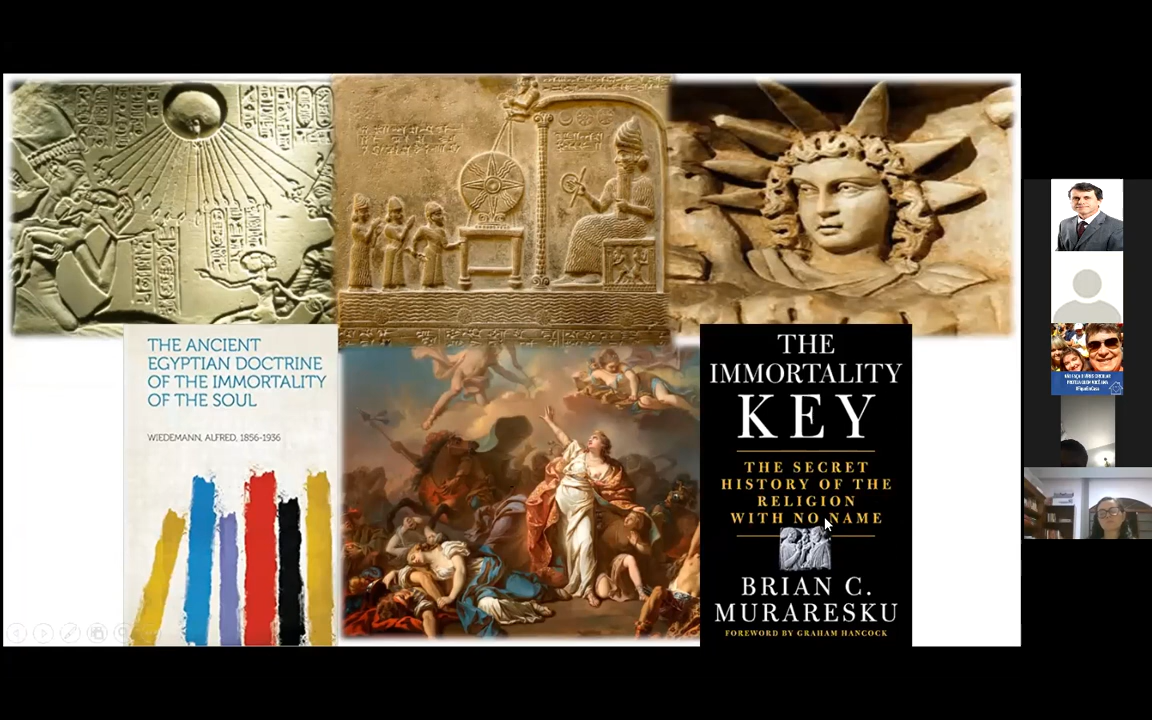 THE ANCIENT
EGYPTIAN DOCTRINE
OF THE IMMORTALITY
OF THE SOUL
WIEDEMANN, ALFRED, 1856-1936
THE
IMMORTALITY
KEY
THE SECRET
HISTORY OF THE
RELIGION
WITH NO NAME
BRIAN C.
MURARESKU
FOREWORD BY GRAHAM HANCOCK